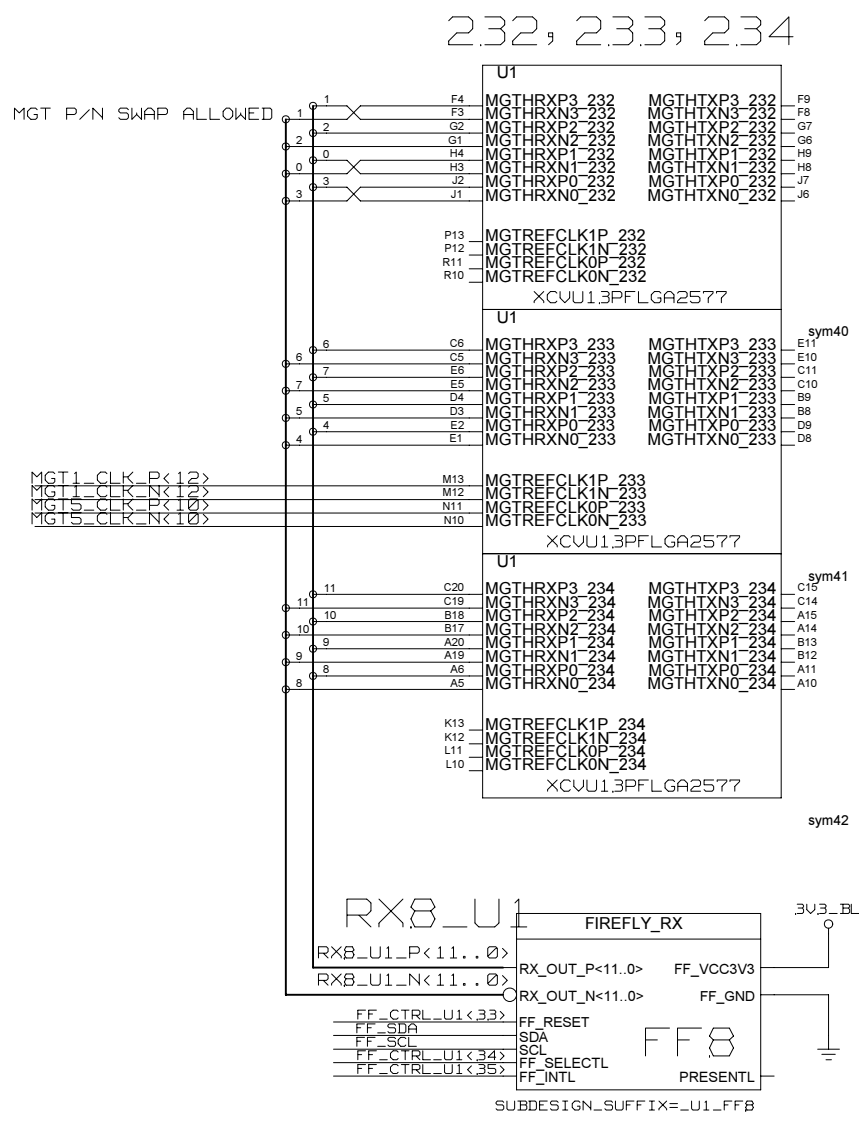 232, 233, 234
U1
MGT P/N SWAP ALLOWED
1 F4 MGTHRXP3_232 MGTHTXP3_232 F9
1 F3 MGTHRXN3_232 MGTHTXN3_232 F8
2 G2 MGTHRXP2_232 MGTHTXP2_232 G7
2 G1 MGTHRXN2_232 MGTHTXN2_232 G6
0 H4 MGTHRXP1_232 MGTHTXP1_232 H9
0 H3 MGTHRXN1_232 MGTHTXN1_232 H8
3 J2 MGTHRXP0_232 MGTHTXP0_232 J7
3 J1 MGTHRXN0_232 MGTHTXN0_232 J6
P13 MGTREFCLK1P_232
P12 MGTREFCLK1N_232
R11 MGTREFCLK0P_232
R10 MGTREFCLK0N_232
XCVU13PFLGA2577
U1
sym40
6 C6 MGTHRXP3_233 MGTHTXP3_233 E11
6 C5 MGTHRXN3_233 MGTHTXN3_233 E10
7 E6 MGTHRXP2_233 MGTHTXP2_233 C11
7 E5 MGTHRXN2_233 MGTHTXN2_233 C10
5 D4 MGTHRXP1_233 MGTHTXP1_233 B9
5 D3 MGTHRXN1_233 MGTHTXN1_233 B8
4 E2 MGTHRXP0_233 MGTHTXP0_233 D9
4 E1 MGTHRXN0_233 MGTHTXN0_233 D8
MGT1_CLK_P<12> M13 MGTREFCLK1P_233
MGT1_CLK_N<12> M12 MGTREFCLK1N_233
MGT5_CLK_P<10> N11 MGTREFCLK0P_233
MGT5_CLK_N<10> N10 MGTREFCLK0N_233
XCVU13PFLGA2577
U1
sym41
11 C20 MGTHRXP3_234 MGTHTXP3_234 C15
11 C19 MGTHRXN3_234 MGTHTXN3_234 C14
10 B18 MGTHRXP2_234 MGTHTXP2_234 A15
10 B17 MGTHRXN2_234 MGTHTXN2_234 A14
9 A20 MGTHRXP1_234 MGTHTXP1_234 B13
9 A19 MGTHRXN1_234 MGTHTXN1_234 B12
8 A6 MGTHRXP0_234 MGTHTXP0_234 A11
8 A5 MGTHRXN0_234 MGTHTXN0_234 A10
K13 MGTREFCLK1P_234
K12 MGTREFCLK1N_234
L11 MGTREFCLK0P_234
L10 MGTREFCLK0N_234
XCVU13PFLGA2577
sym42
RX8_U1
FIREFLY_RX
3V3_BL
RX8_U1_P<11..0> RX_OUT_P<11..0> FF_VCC3V3
RX8_U1_N<11..0> RX_OUT_N<11..0> FF_GND
FF_CTRL_U1<33> FF_RESET
FF_SDA SDA
FF_SCL SCL
FF8
FF_CTRL_U1<34> FF_SELECTL
FF_CTRL_U1<35> FF_INTL PRESENTL
SUBDESIGN_SUFFIX=_U1_FF8